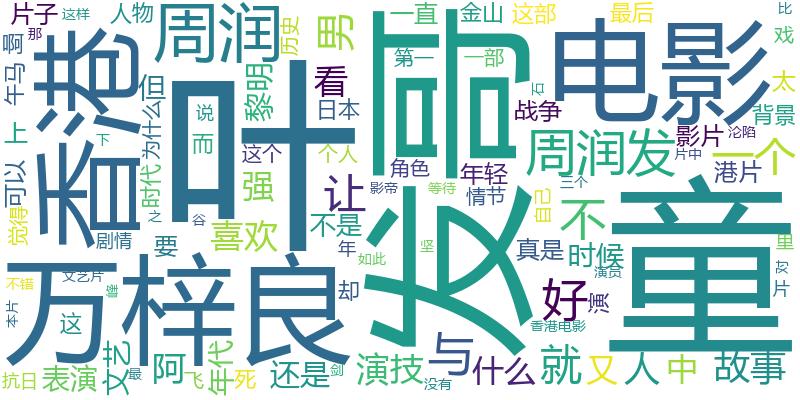 片子
这样
那
午马
哥
人物
周润
男
历史
一直
金山
这部
最后
比
戏
第一
一部
电影
太
香港
叶
看
黎明
日本
发哥
石
战争
背景
影片
沦陷
但
说
而
为什么
上
可以
下
时代
这个
个人
角色
年轻
周润发
片中
一个
港片
强
让
影帝
等待
情节
自己
三个
童
觉得
剧情
之
要
谷
喜欢
不是
年
如此
坚
真是
不
时候
里
不错
文艺片
峰
万梓良
却
好
演
演员
片
对
本片
这
香港电影
抗日
表演
文艺
最
阿
飞
年代
死
还是
剑
演技
没有
与
什么
就
又
人
中
故事